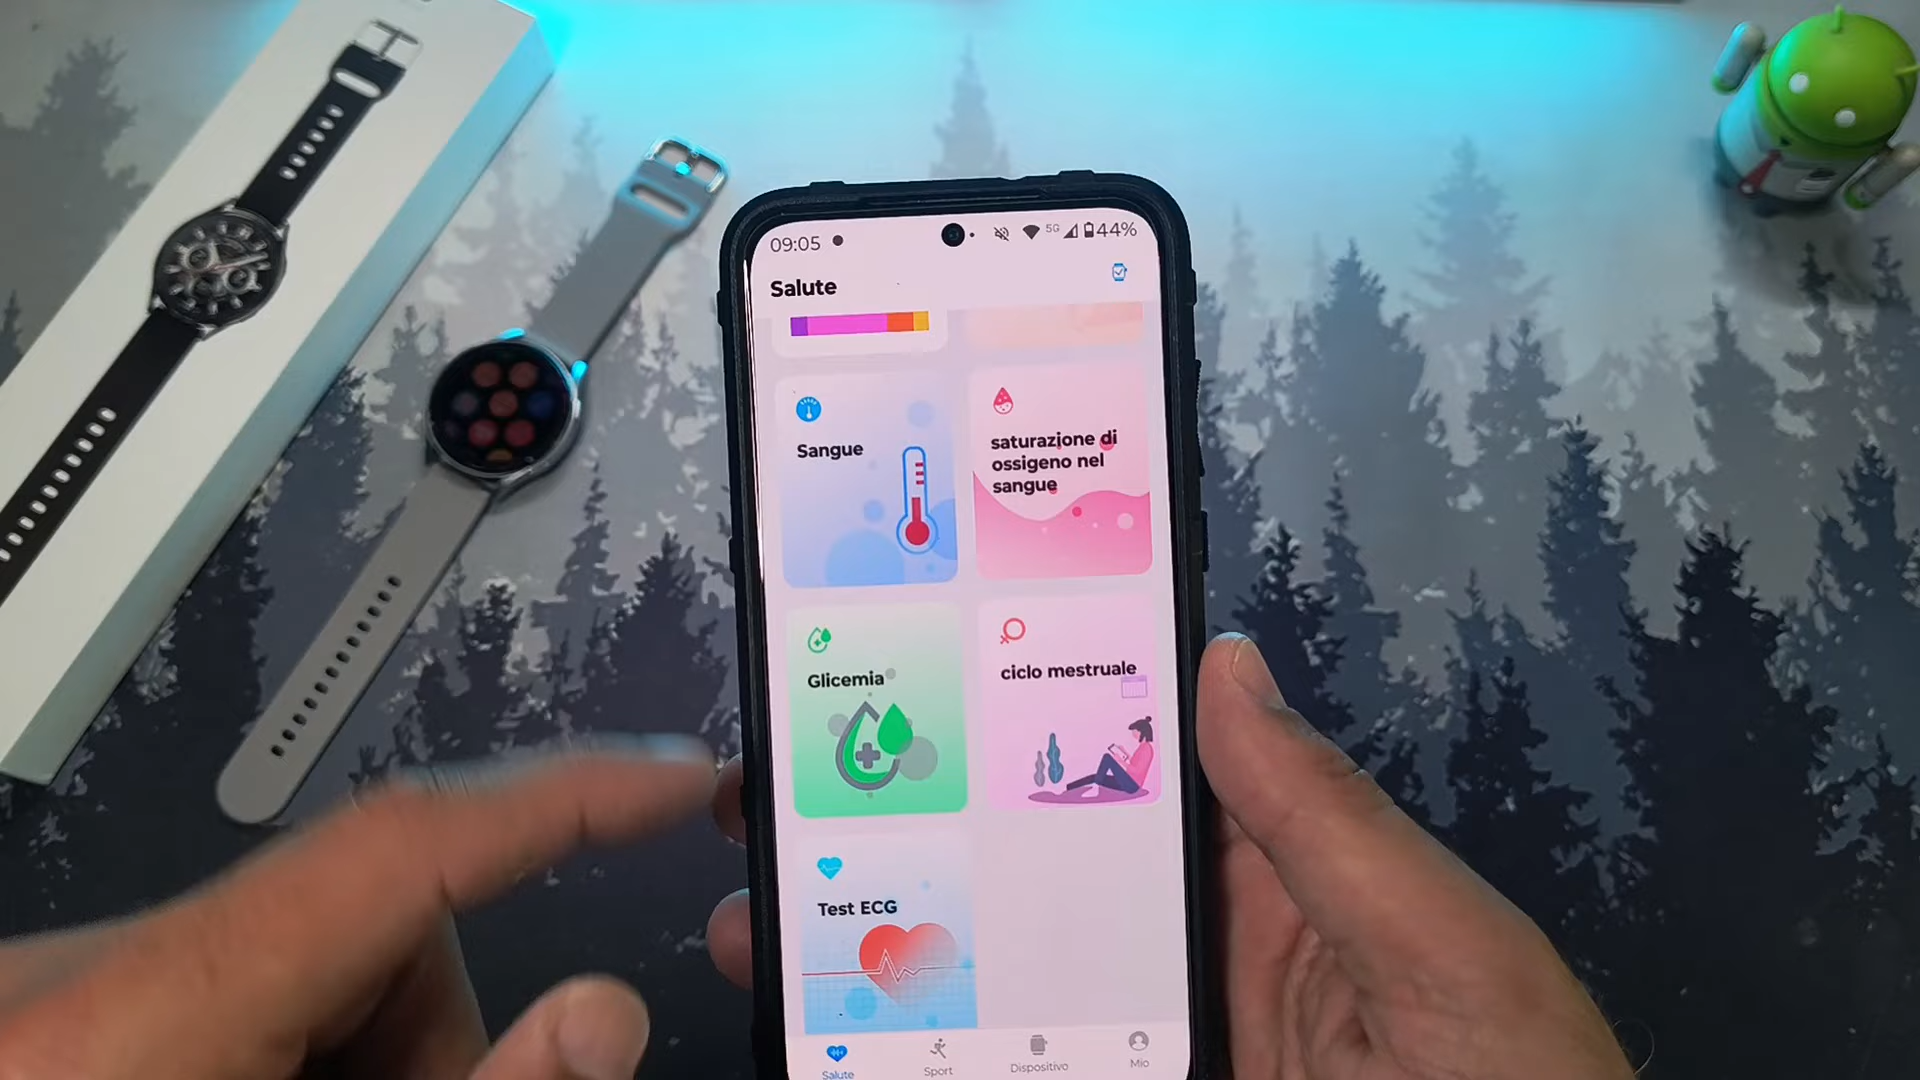 09:05
5G
44%
Salute
Sangue
saturazione di
ossigeno nel
sangue
Glicemia
ciclo mestruale
Test ECG
Salute
Sport
Dispositivo
Mio